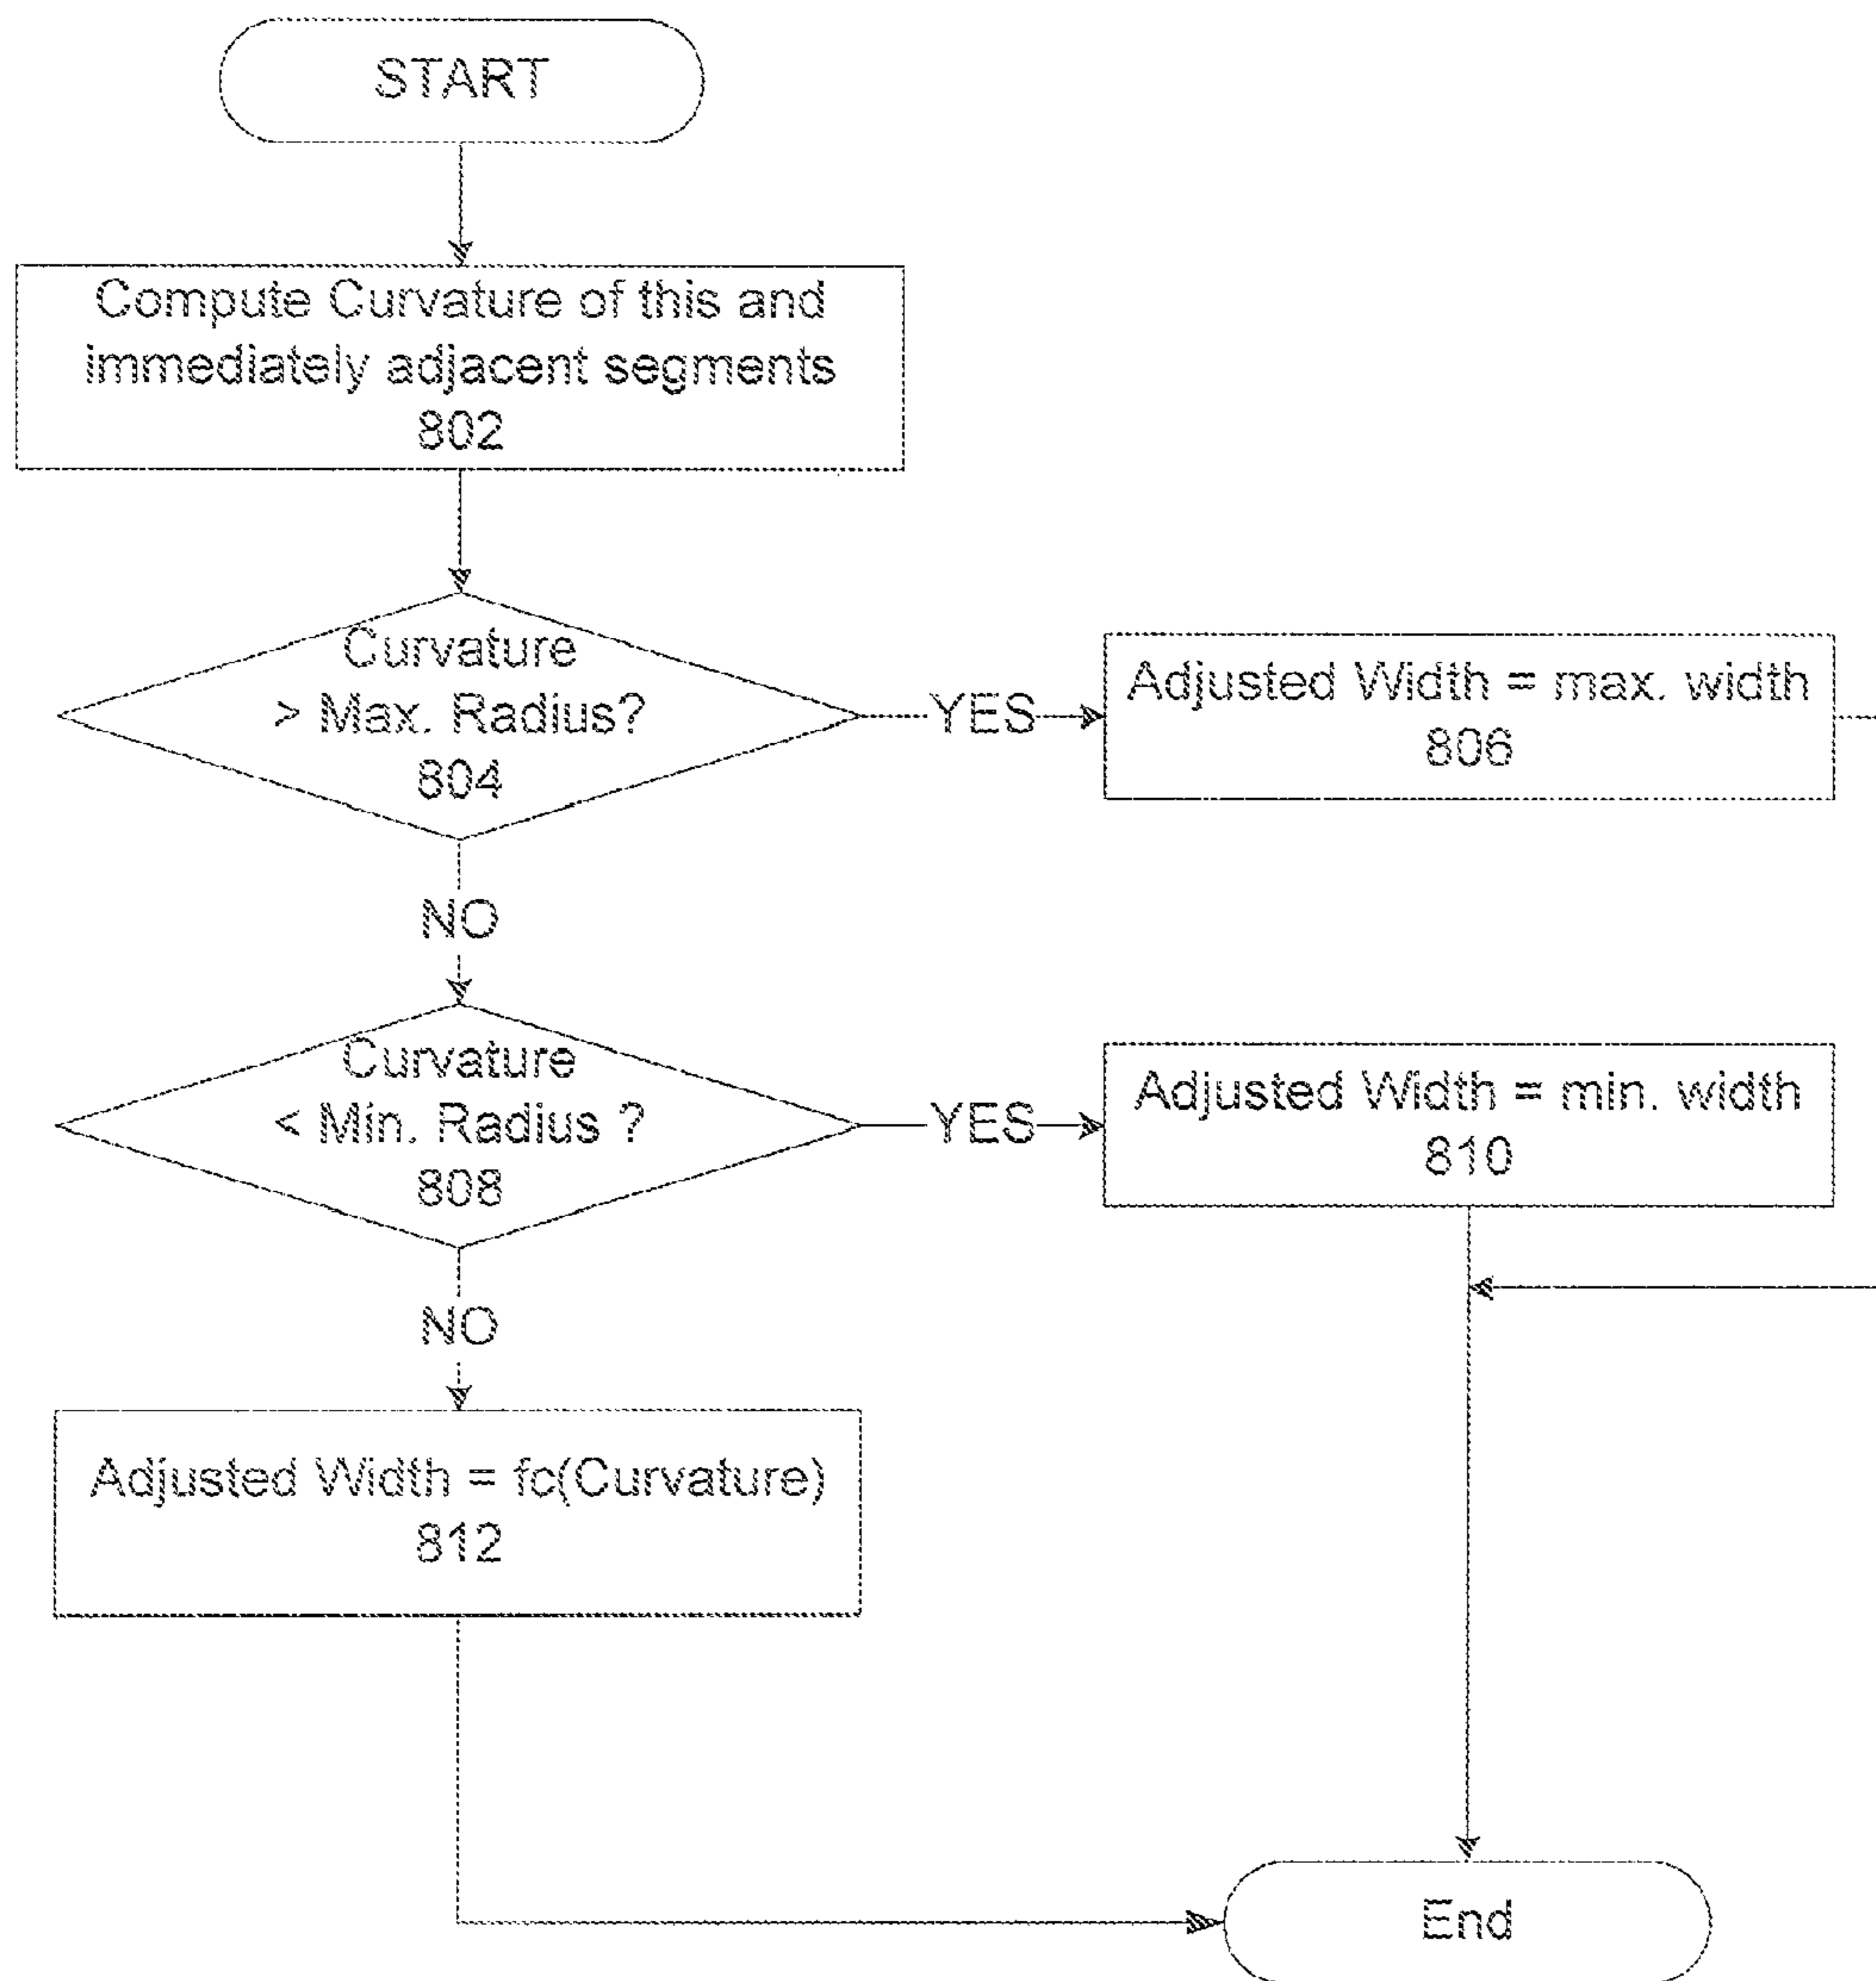 START
Compute Curvature of this and
immediately adjacent segments
802
Curvature
> Max. Radius?
804
YES
Adjusted Width = max. width
806
NO
Curvature
< Min. Radius ?
808
YES
Adjusted Width = min. width
810
NO
Adjusted Width = fc(Curvature)
812
End